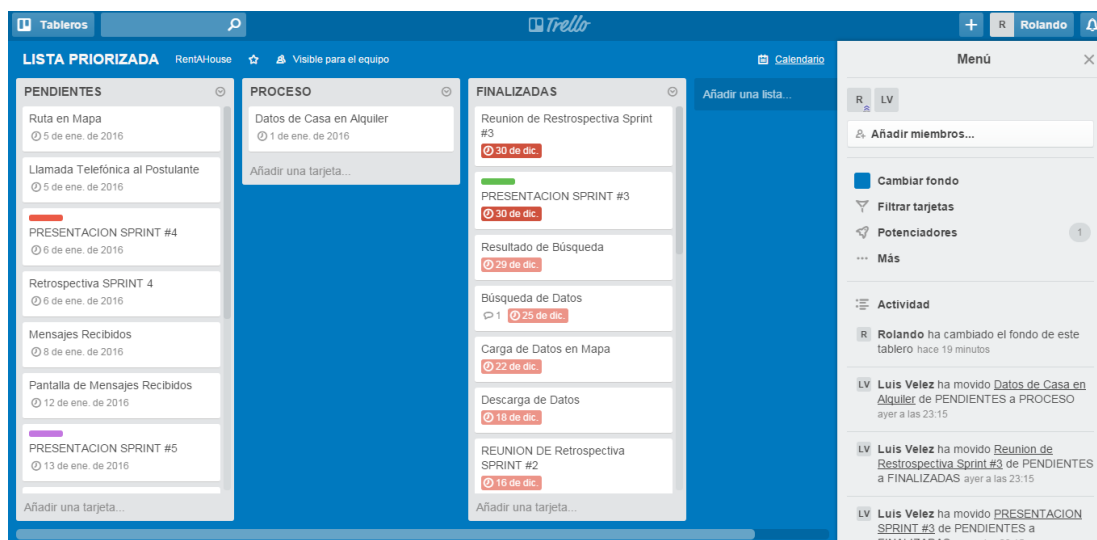 Tableros
Trello
R Rolando
LISTA PRIORIZADA RentAHouse Visible para el equipo Calendario
PENDIENTES
Ruta en Mapa
5 de ene. de 2016
Llamada Telefónica al Postulante
5 de ene. de 2016
PRESENTACION SPRINT #4
6 de ene. de 2016
Retrospectiva SPRINT 4
6 de ene. de 2016
Mensajes Recibidos
8 de ene. de 2016
Pantalla de Mensajes Recibidos
12 de ene. de 2016
PRESENTACION SPRINT #5
13 de ene. de 2016
Añadir una tarjeta...
PROCESO
Datos de Casa en Alquiler
1 de ene. de 2016
Añadir una tarjeta...
FINALIZADAS
Reunion de Restrospectiva Sprint
#3
30 de dic.
PRESENTACION SPRINT #3
30 de dic.
Resultado de Búsqueda
29 de dic.
Búsqueda de Datos
1 25 de dic.
Carga de Datos en Mapa
22 de dic.
Descarga de Datos
18 de dic.
REUNION DE Retrospectiva
SPRINT #2
16 de dic.
Añadir una tarjeta...
Añadir una lista...
Menú
R LV
Añadir miembros...
Cambiar fondo
Filtrar tarjetas
Potenciadores 1
Más
Actividad
R Rolando ha cambiado el fondo de este
tablero hace 19 minutos
LV Luis Velez ha movido Datos de Casa en
Alquiler de PENDIENTES a PROCESO
ayer a las 23:15
LV Luis Velez ha movido Reunion de
Restrospectiva Sprint #3 de PENDIENTES
a FINALIZADAS ayer a las 23:15
LV Luis Velez ha movido PRESENTACION
SPRINT #3 de PENDIENTES a